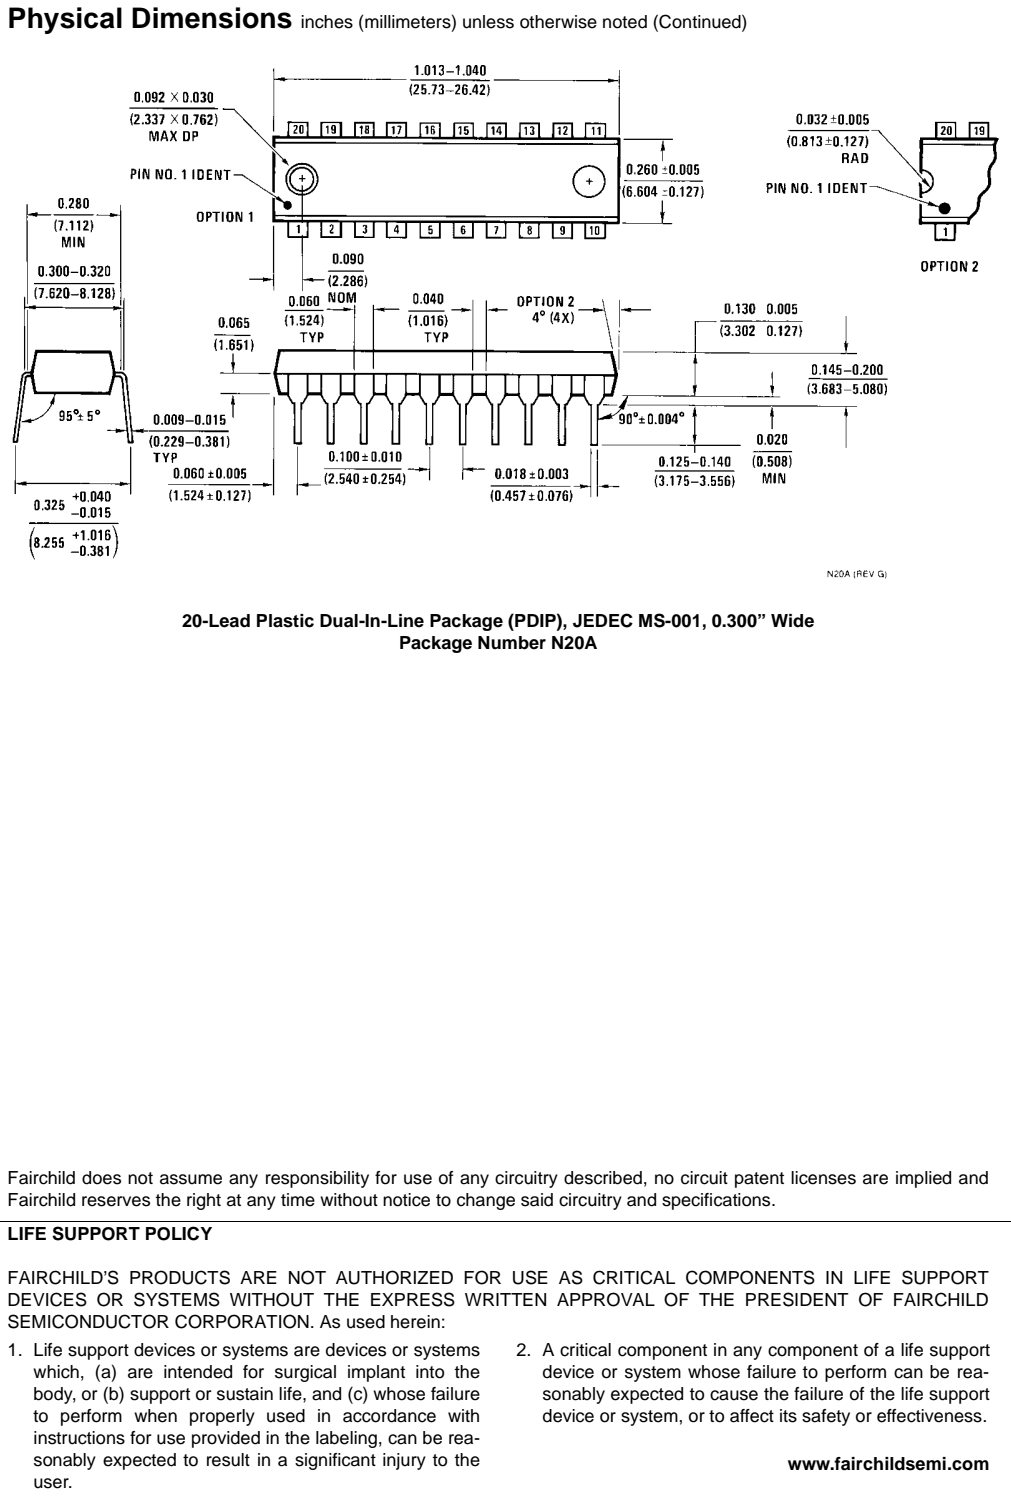 Physical Dimensions inches (millimeters) unless otherwise noted (Continued)
1.013–1.040
(25.73–26.42)
0.092 × 0.030
(2.337 × 0.762)
MAX DP
20 19 18 17 16 15 14 13 12 11
0.032 ±0.005
(0.813 ±0.127)
RAD
20 19
PIN NO. 1 IDENT
0.260 ±0.005
(6.604 ±0.127)
PIN NO. 1 IDENT
OPTION 1
1 2 3 4 5 6 7 8 9 10
1
OPTION 2
0.280
(7.112)
MIN
0.090
(2.286)
NOM
0.300–0.320
(7.620–8.128)
0.060
(1.524)
TYP
0.040
(1.016)
TYP
OPTION 2
4° (4X)
0.065
(1.651)
0.130 0.005
(3.302 0.127)
0.145–0.200
(3.683–5.080)
95°± 5°
0.009–0.015
(0.229–0.381)
TYP
90°±0.004°
0.020
(0.508)
MIN
0.100±0.010
(2.540±0.254)
0.125–0.140
(3.175–3.556)
0.060 ±0.005
(1.524±0.127)
0.018±0.003
(0.457±0.076)
0.325 +0.040
–0.015
(8.255 +1.016
–0.381)
N20A (REV G)
20-Lead Plastic Dual-In-Line Package (PDIP), JEDEC MS-001, 0.300” Wide
Package Number N20A
Fairchild does not assume any responsibility for use of any circuitry described, no circuit patent licenses are implied and
Fairchild reserves the right at any time without notice to change said circuitry and specifications.
LIFE SUPPORT POLICY
FAIRCHILD’S PRODUCTS ARE NOT AUTHORIZED FOR USE AS CRITICAL COMPONENTS IN LIFE SUPPORT
DEVICES OR SYSTEMS WITHOUT THE EXPRESS WRITTEN APPROVAL OF THE PRESIDENT OF FAIRCHILD
SEMICONDUCTOR CORPORATION. As used herein:
1. Life support devices or systems are devices or systems
which, (a) are intended for surgical implant into the
body, or (b) support or sustain life, and (c) whose failure
to perform when properly used in accordance with
instructions for use provided in the labeling, can be rea-
sonably expected to result in a significant injury to the
user.
2. A critical component in any component of a life support
device or system whose failure to perform can be rea-
sonably expected to cause the failure of the life support
device or system, or to affect its safety or effectiveness.
www.fairchildsemi.com